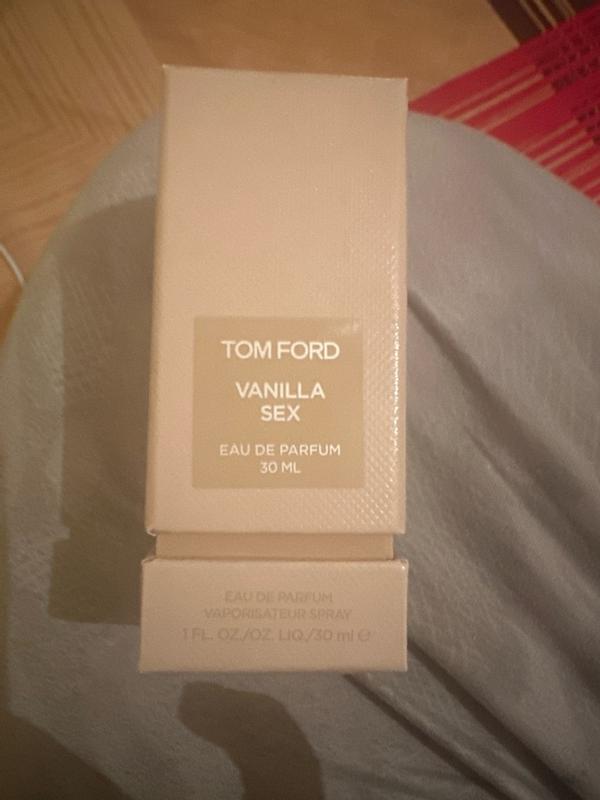 TOM FORD
VANILLA
SEX
EAU DE PARFUM
30 ML
EAU DE PARFUM
VAPORISATEUR SPRAY
1 FL. OZ./OZ. LIQ./30 ml ℮